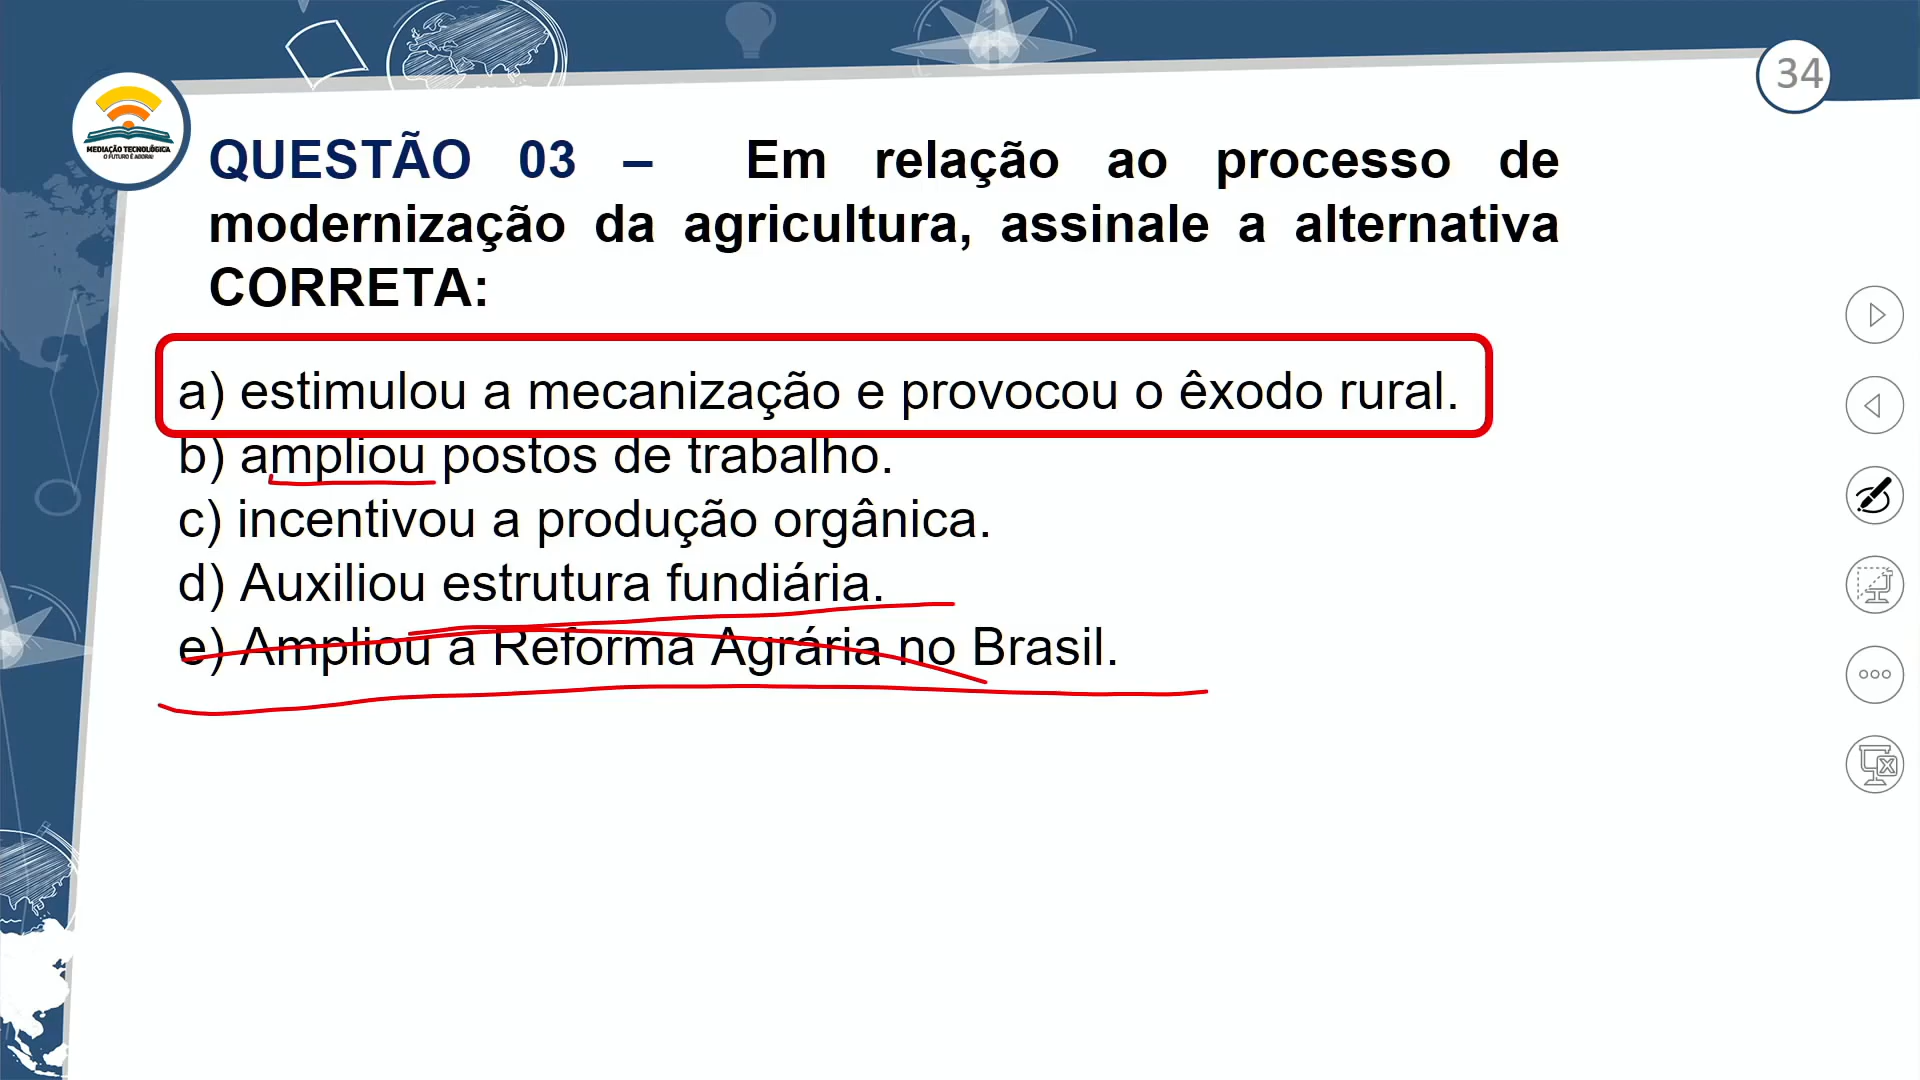 34
MEDIAÇÃO TECNOLÓGICA
O FUTURO É AGORA!
QUESTÃO 03 – Em relação ao processo de
modernização da agricultura, assinale a alternativa
CORRETA:
a) estimulou a mecanização e provocou o êxodo rural.
b) ampliou postos de trabalho.
c) incentivou a produção orgânica.
d) Auxiliou estrutura fundiária.
e) Ampliou a Reforma Agrária no Brasil.